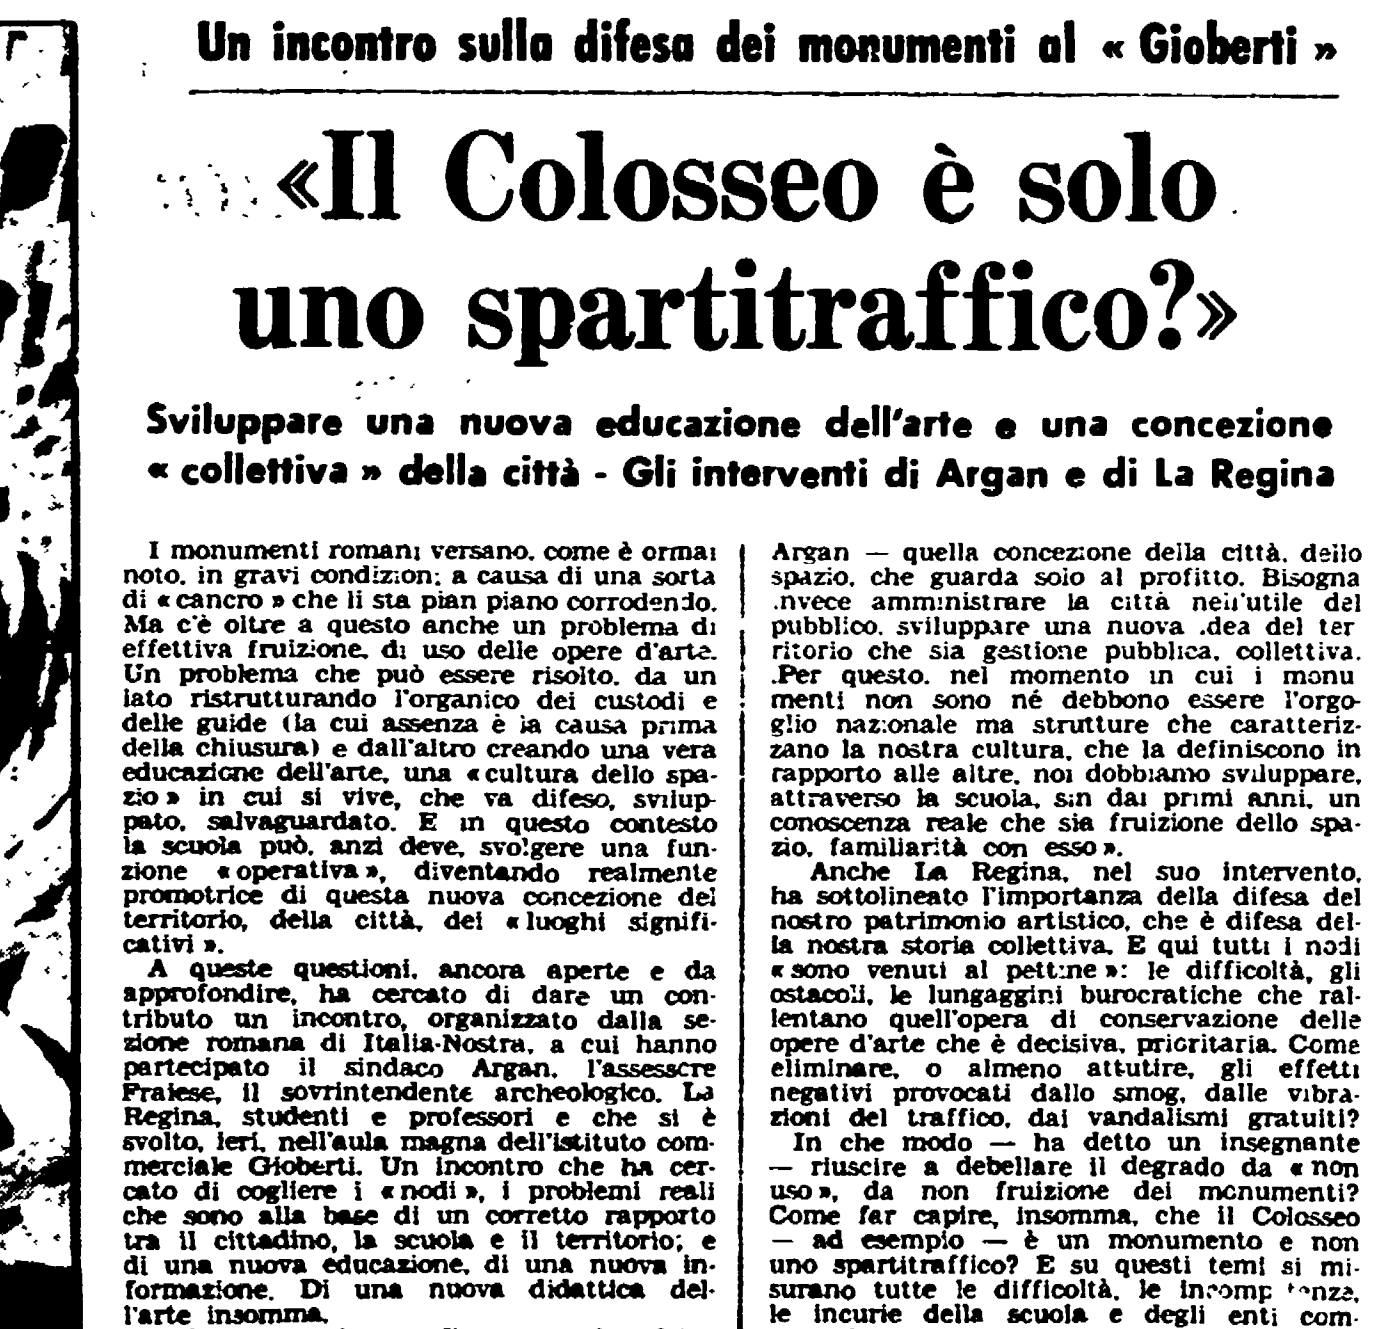 Un incontro sulla difesa dei monumenti al « Gioberti »
«Il Colosseo è solo
uno spartitraffico?»
Sviluppare una nuova educazione dell'arte e una concezione
« collettiva » della città - Gli interventi di Argan e di La Regina
I monumenti romani versano, come è ormai
noto, in gravi condizioni; a causa di una sorta
di « cancro » che li sta pian piano corrodendo.
Ma c'è oltre a questo anche un problema di
effettiva fruizione, di uso delle opere d'arte.
Un problema che può essere risolto, da un
lato ristrutturando l'organico dei custodi e
delle guide (la cui assenza è la causa prima
della chiusura) e dall'altro creando una vera
educazione dell'arte, una « cultura dello spa-
zio » in cui si vive, che va difeso, svilup-
pato, salvaguardato. E in questo contesto
la scuola può, anzi deve, svolgere una fun-
zione « operativa », diventando realmente
promotrice di questa nuova concezione del
territorio, della città, dei « luoghi signifi-
cativi ».
A queste questioni, ancora aperte e da
approfondire, ha cercato di dare un con-
tributo un incontro, organizzato dalla se-
zione romana di Italia-Nostra, a cui hanno
partecipato il sindaco Argan, l'assessore
Fraiese, il sovrintendente archeologico, La
Regina, studenti e professori e che si è
svolto, ieri, nell'aula magna dell'istituto com-
merciale Gioberti. Un incontro che ha cer-
cato di cogliere i « nodi », i problemi reali
che sono alla base di un corretto rapporto
tra il cittadino, la scuola e il territorio; e
di una nuova educazione, di una nuova in-
formazione. Di una nuova didattica del-
l'arte insomma.
Argan — quella concezione della città, dello
spazio, che guarda solo al profitto. Bisogna
invece amministrare la città nell'utile del
pubblico, sviluppare una nuova idea del ter
ritorio che sia gestione pubblica, collettiva.
Per questo, nel momento in cui i monu
menti non sono né debbono essere l'orgo-
glio nazionale ma strutture che caratteriz-
zano la nostra cultura, che la definiscono in
rapporto alle altre, noi dobbiamo sviluppare,
attraverso la scuola, sin dai primi anni, un
conoscenza reale che sia fruizione dello spa-
zio, familiarità con esso ».
Anche La Regina, nel suo intervento,
ha sottolineato l'importanza della difesa del
nostro patrimonio artistico, che è difesa del-
la nostra storia collettiva. E qui tutti i nodi
« sono venuti al pettine »: le difficoltà, gli
ostacoli, le lungaggini burocratiche che ral-
lentano quell'opera di conservazione delle
opere d'arte che è decisiva, prioritaria. Come
eliminare, o almeno attutire, gli effetti
negativi provocati dallo smog, dalle vibra-
zioni del traffico, dai vandalismi gratuiti?
In che modo — ha detto un insegnante
— riuscire a debellare il degrado da « non
uso », da non fruizione dei monumenti?
Come far capire, insomma, che il Colosseo
— ad esempio — è un monumento e non
uno spartitraffico? E su questi temi si mi-
surano tutte le difficoltà, le incompetenze,
le incurie della scuola e degli enti com-